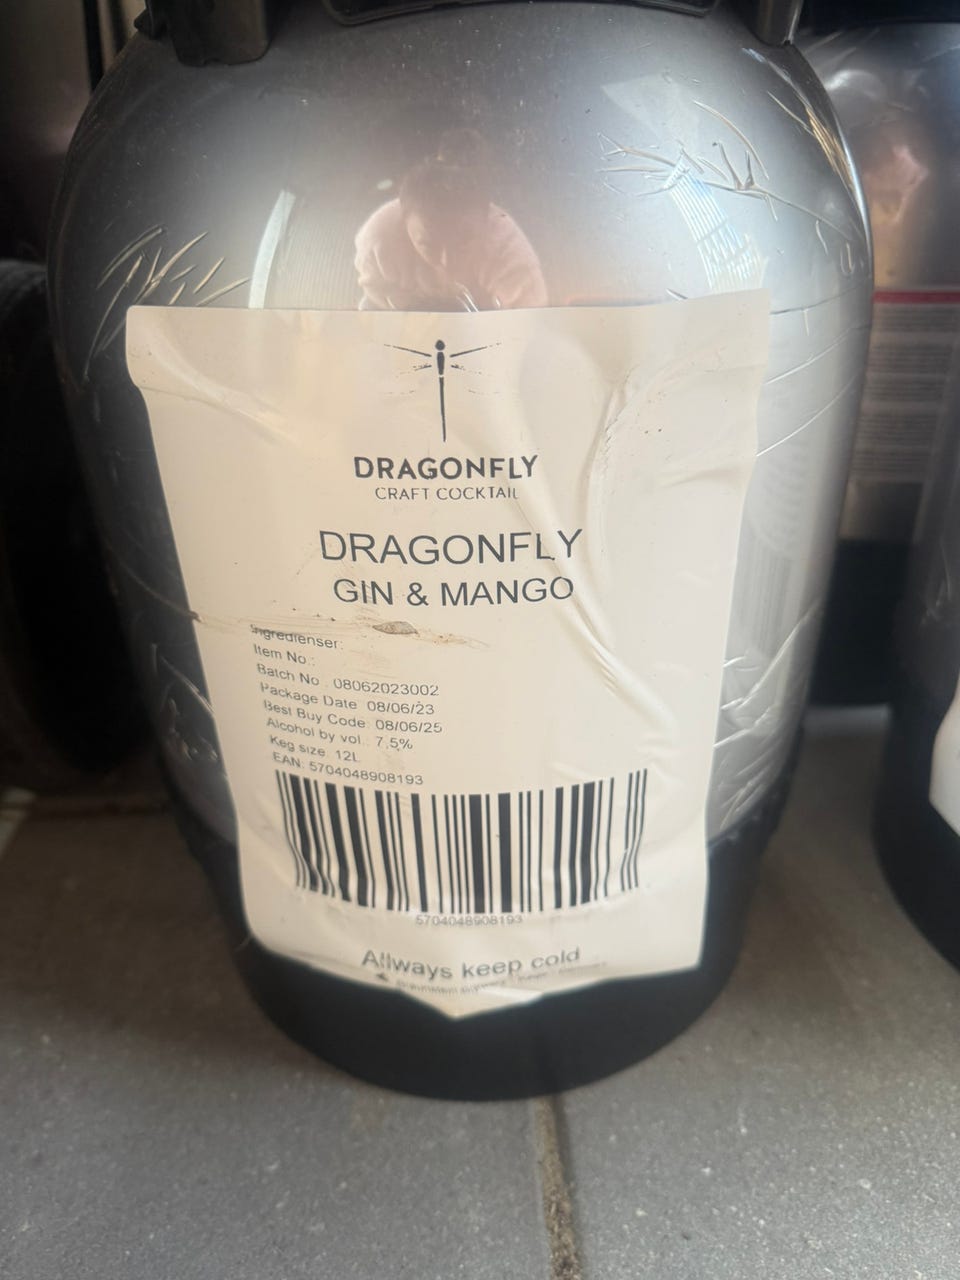 DRAGONFLY
CRAFT COCKTAIL
DRAGONFLY
GIN & MANGO
Ingredienser:
Item No.:
Batch No.: 08062023002
Package Date: 08/06/23
Best Buy Code: 08/06/25
Alcohol by vol.: 7,5%
Keg size: 12L
EAN: 5704048908193
5704048908193
Allways keep cold